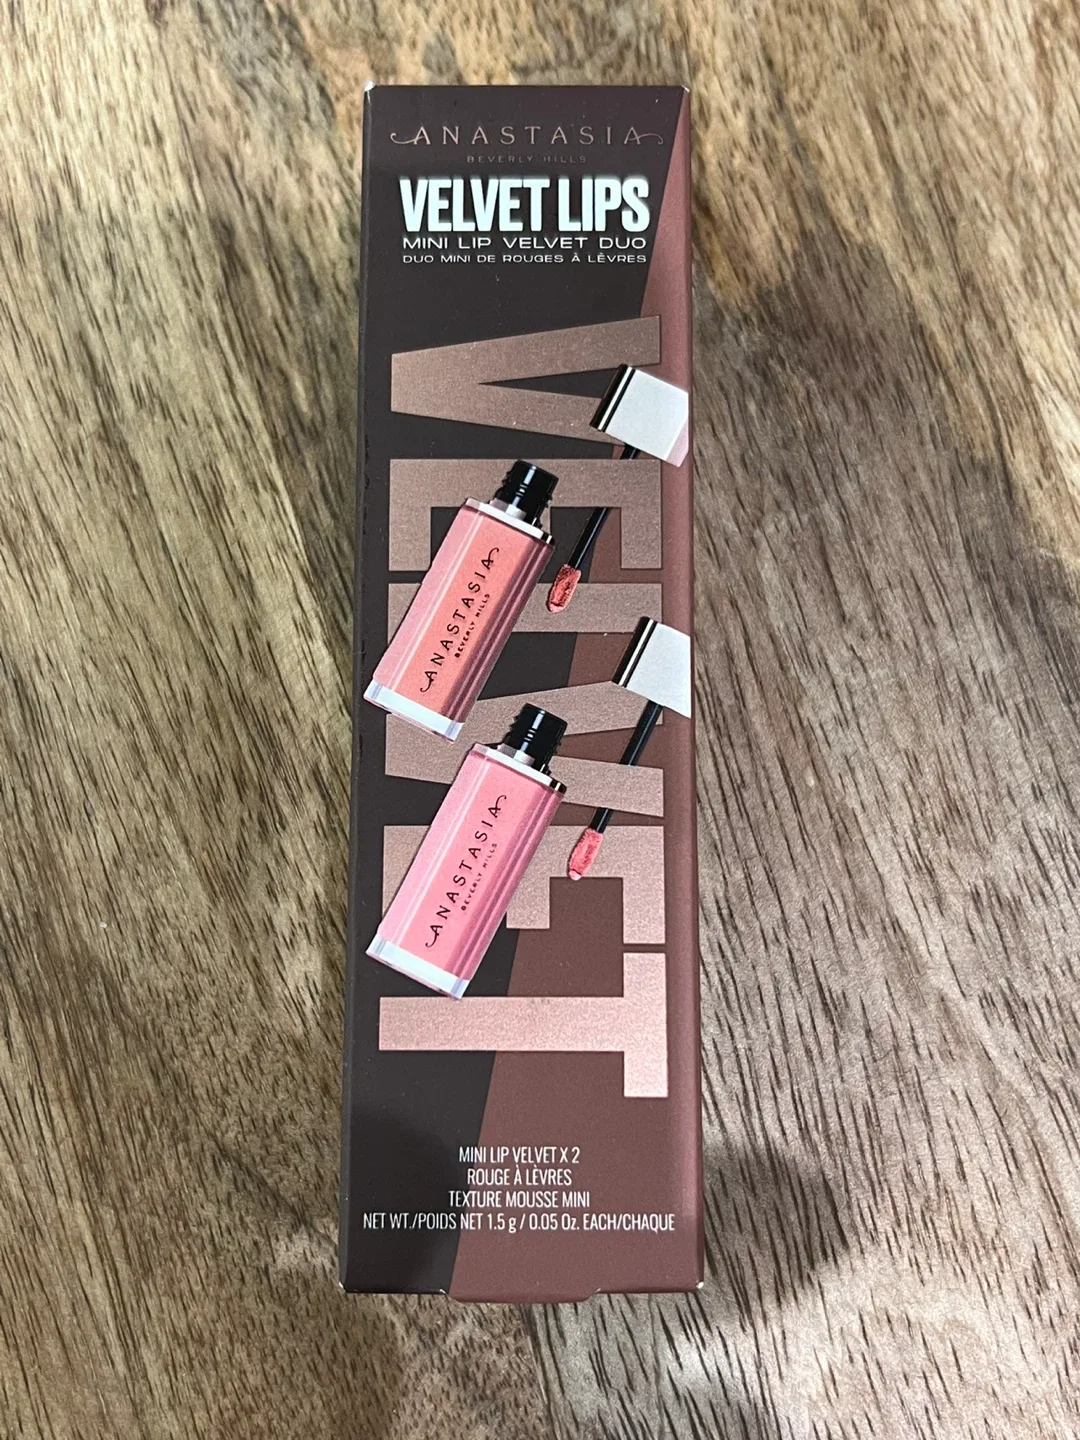 ANASTASIA
BEVERLY HILLS
VELVET LIPS
MINI LIP VELVET DUO
DUO MINI DE ROUGES À LÈVRES
VELVET
ANASTASIA
BEVERLY HILLS
ANASTASIA
BEVERLY HILLS
MINI LIP VELVET X 2
ROUGE À LÈVRES
TEXTURE MOUSSE MINI
NET WT./POIDS NET 1.5 g / 0.05 Oz. EACH/CHAQUE